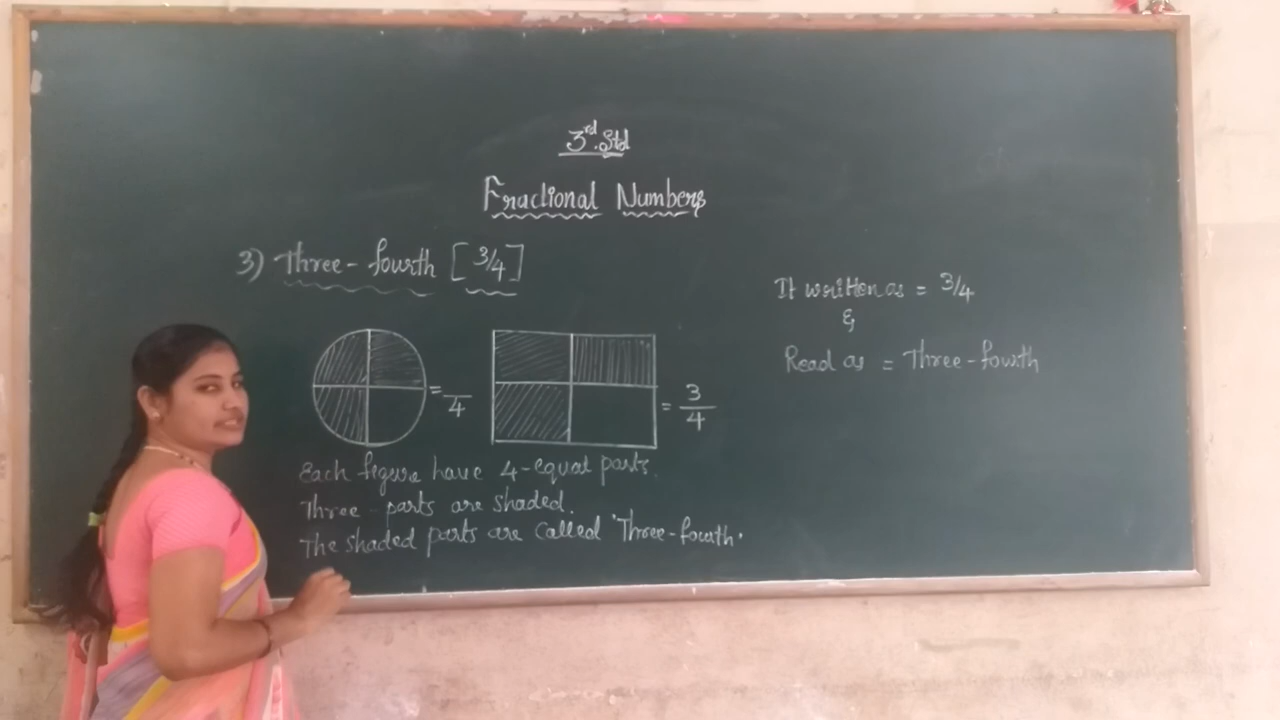 3rd. Std
Fractional Numbers
3) Three-fourth [3/4]
= /4
= 3/4
Each figure have 4-equal parts.
Three-parts are shaded.
The shaded parts are called "Three-fourth.
It written as = 3/4
&
Read as = Three-fourth